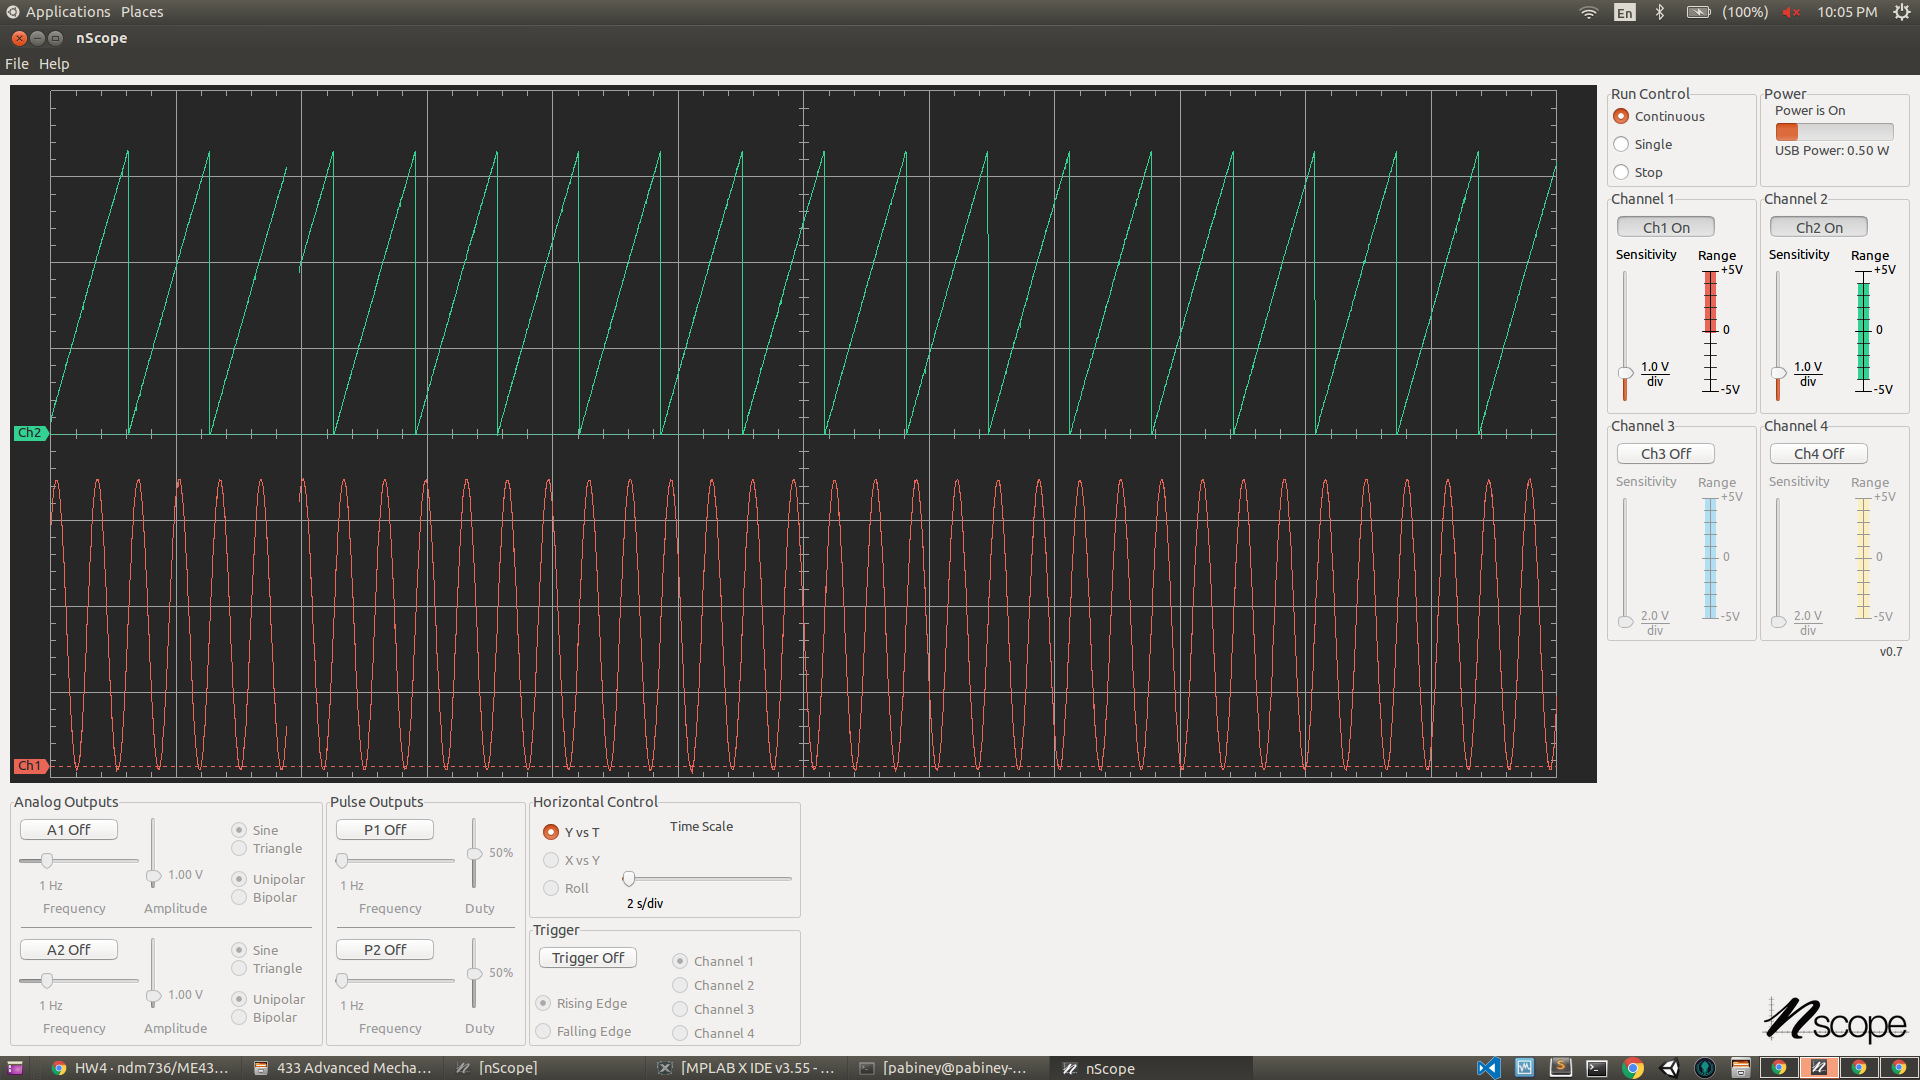 Applications Places
En (100%) 10:05 PM
nScope
File Help
Ch2
Ch1
Run Control
Continuous
Single
Stop
Power
Power is On
USB Power: 0.50 W
Channel 1
Ch1 On
Sensitivity Range
+5V
0
1.0 V
div
-5V
Channel 2
Ch2 On
Sensitivity Range
+5V
0
1.0 V
div
-5V
Channel 3
Ch3 Off
Sensitivity Range
+5V
0
2.0 V
div
-5V
Channel 4
Ch4 Off
Sensitivity Range
+5V
0
2.0 V
div
-5V
v0.7
Analog Outputs
A1 Off
1 Hz
Frequency
1.00 V
Amplitude
Sine
Triangle
Unipolar
Bipolar
A2 Off
1 Hz
Frequency
1.00 V
Amplitude
Sine
Triangle
Unipolar
Bipolar
Pulse Outputs
P1 Off
1 Hz
Frequency
50%
Duty
P2 Off
1 Hz
Frequency
50%
Duty
Horizontal Control
Y vs T
X vs Y
Roll
Time Scale
2 s/div
Trigger
Trigger Off
Rising Edge
Falling Edge
Channel 1
Channel 2
Channel 3
Channel 4
nscope
HW4 · ndm736/ME43... 433 Advanced Mecha... [nScope] [MPLAB X IDE v3.55 - ... [pabiney@pabiney-... nScope